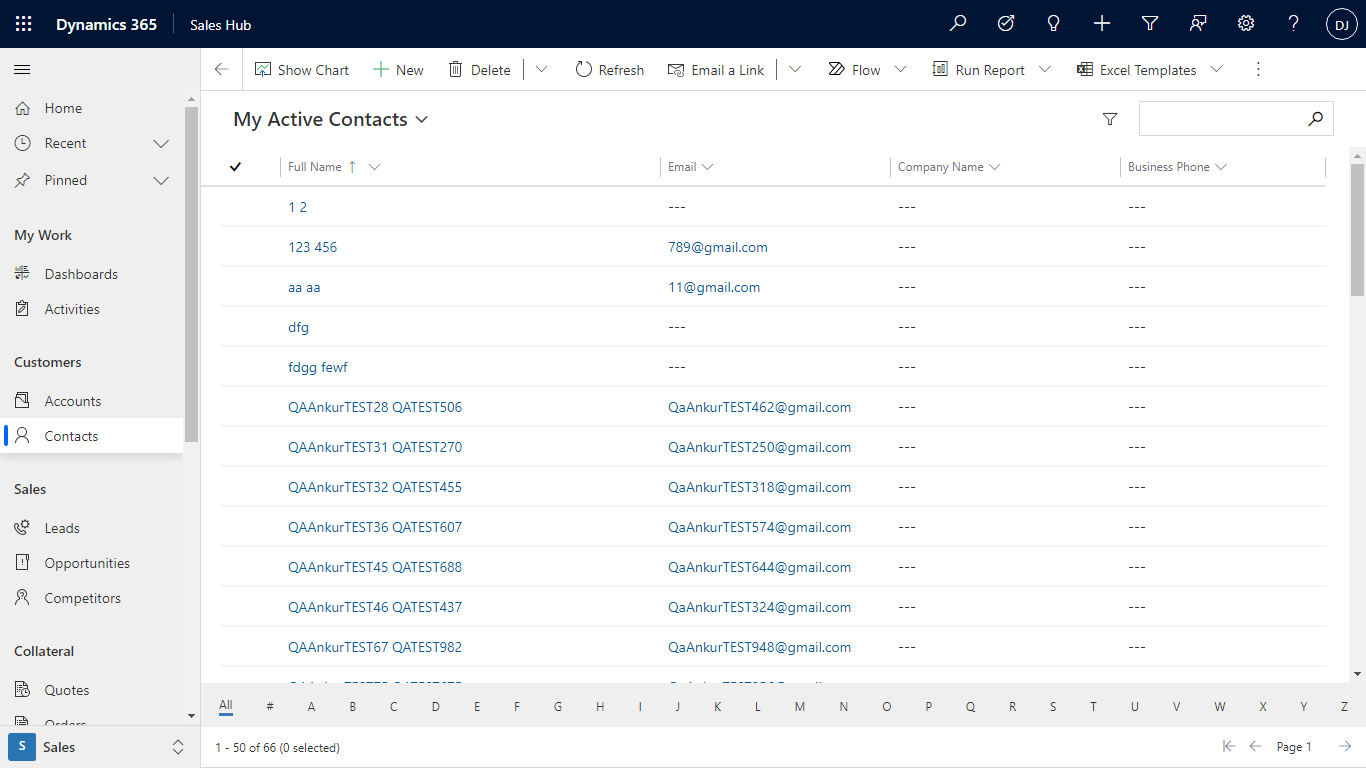 Dynamics 365 Sales Hub DJ
Show Chart New Delete Refresh Email a Link Flow Run Report Excel Templates
Home
Recent
Pinned
My Work
Dashboards
Activities
Customers
Accounts
Contacts
Sales
Leads
Opportunities
Competitors
Collateral
Quotes
Orders
S Sales
My Active Contacts
Full Name Email Company Name Business Phone
1 2 --- --- ---
123 456 789@gmail.com --- ---
aa aa 11@gmail.com --- ---
dfg --- --- ---
fdgg fewf --- --- ---
QAAnkurTEST28 QATEST506 QaAnkurTEST462@gmail.com --- ---
QAAnkurTEST31 QATEST270 QaAnkurTEST250@gmail.com --- ---
QAAnkurTEST32 QATEST455 QaAnkurTEST318@gmail.com --- ---
QAAnkurTEST36 QATEST607 QaAnkurTEST574@gmail.com --- ---
QAAnkurTEST45 QATEST688 QaAnkurTEST644@gmail.com --- ---
QAAnkurTEST46 QATEST437 QaAnkurTEST324@gmail.com --- ---
QAAnkurTEST67 QATEST982 QaAnkurTEST948@gmail.com --- ---
All # A B C D E F G H I J K L M N O P Q R S T U V W X Y Z
1 - 50 of 66 (0 selected) Page 1